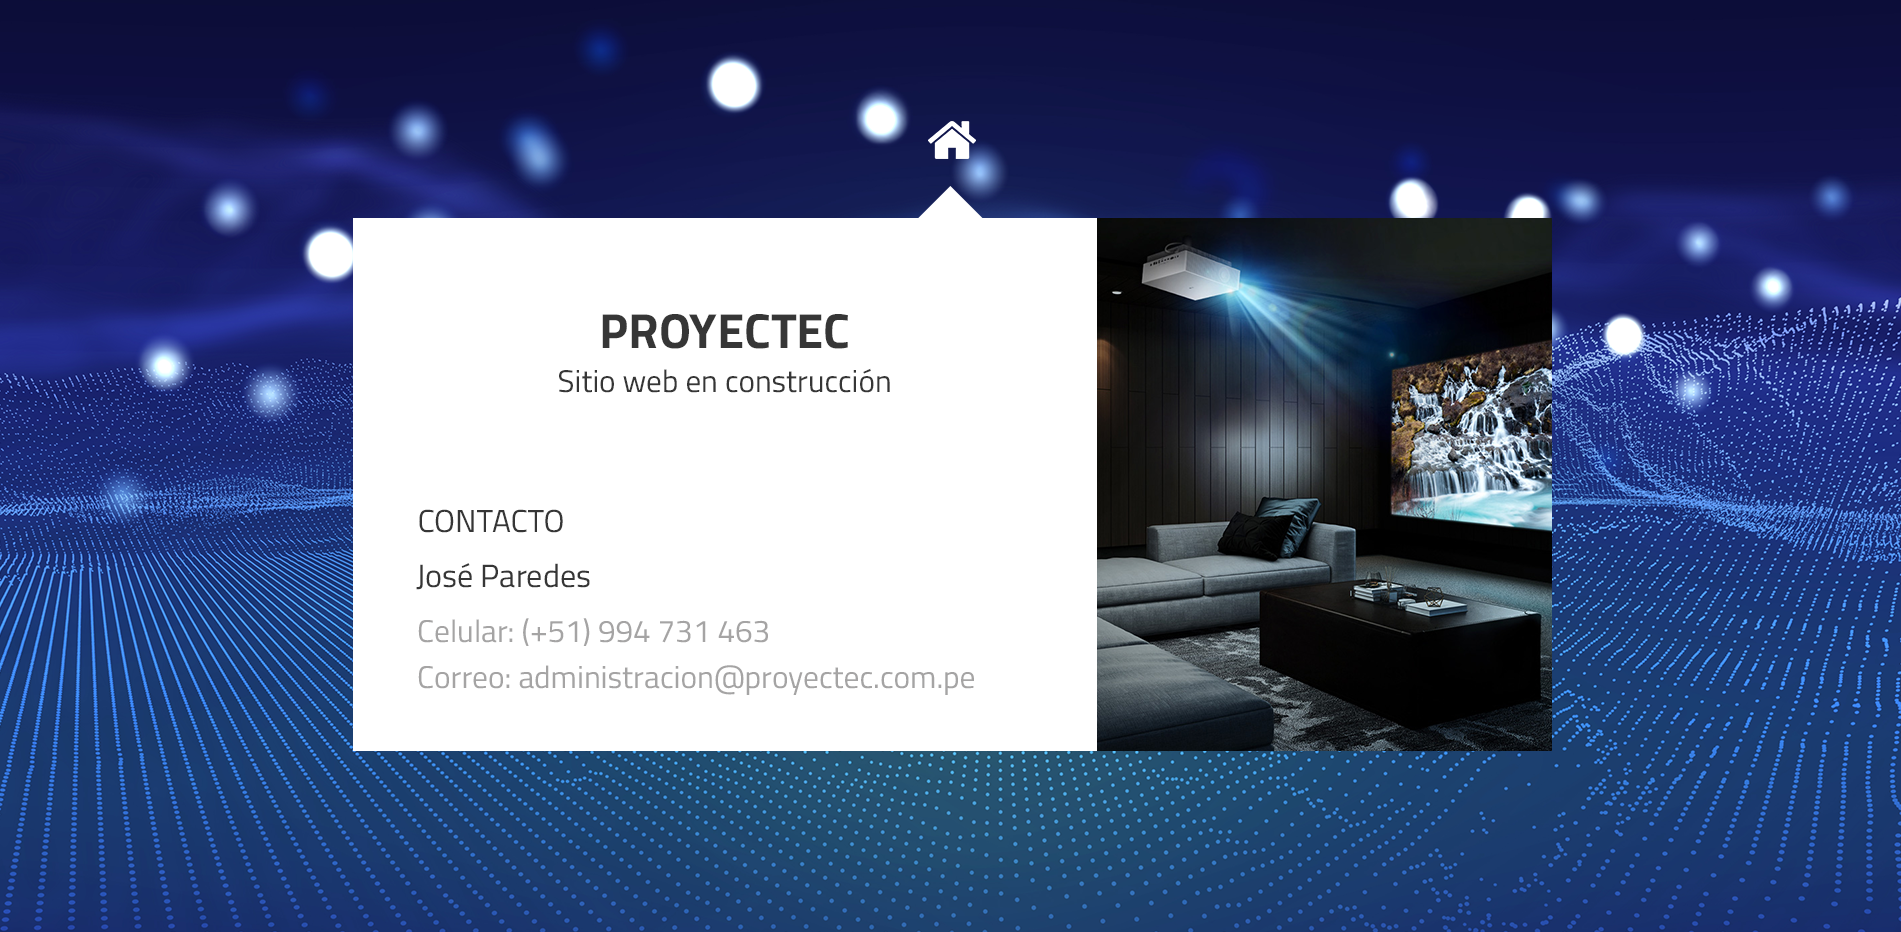 PROYECTEC
Sitio web en construcción
CONTACTO
José Paredes
Celular: (+51) 994 731 463
Correo: administracion@proyectec.com.pe